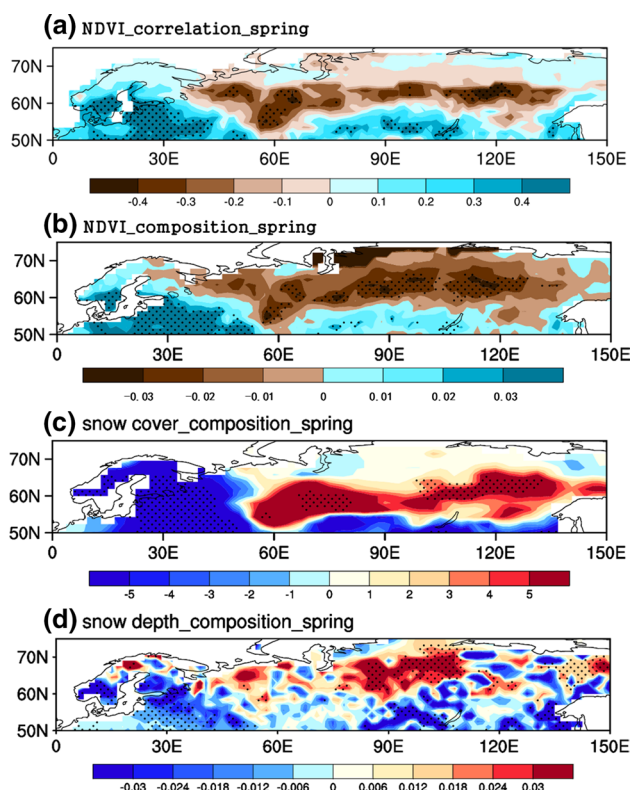 (a) NDVI_correlation_spring
70N
60N
50N
0 30E 60E 90E 120E 150E
-0.4 -0.3 -0.2 -0.1 0 0.1 0.2 0.3 0.4
(b) NDVI_composition_spring
70N
60N
50N
0 30E 60E 90E 120E 150E
-0.03 -0.02 -0.01 0 0.01 0.02 0.03
(c) snow cover_composition_spring
70N
60N
50N
0 30E 60E 90E 120E 150E
-5 -4 -3 -2 -1 0 1 2 3 4 5
(d) snow depth_composition_spring
70N
60N
50N
0 30E 60E 90E 120E 150E
-0.03 -0.024 -0.018 -0.012 -0.006 0 0.006 0.012 0.018 0.024 0.03